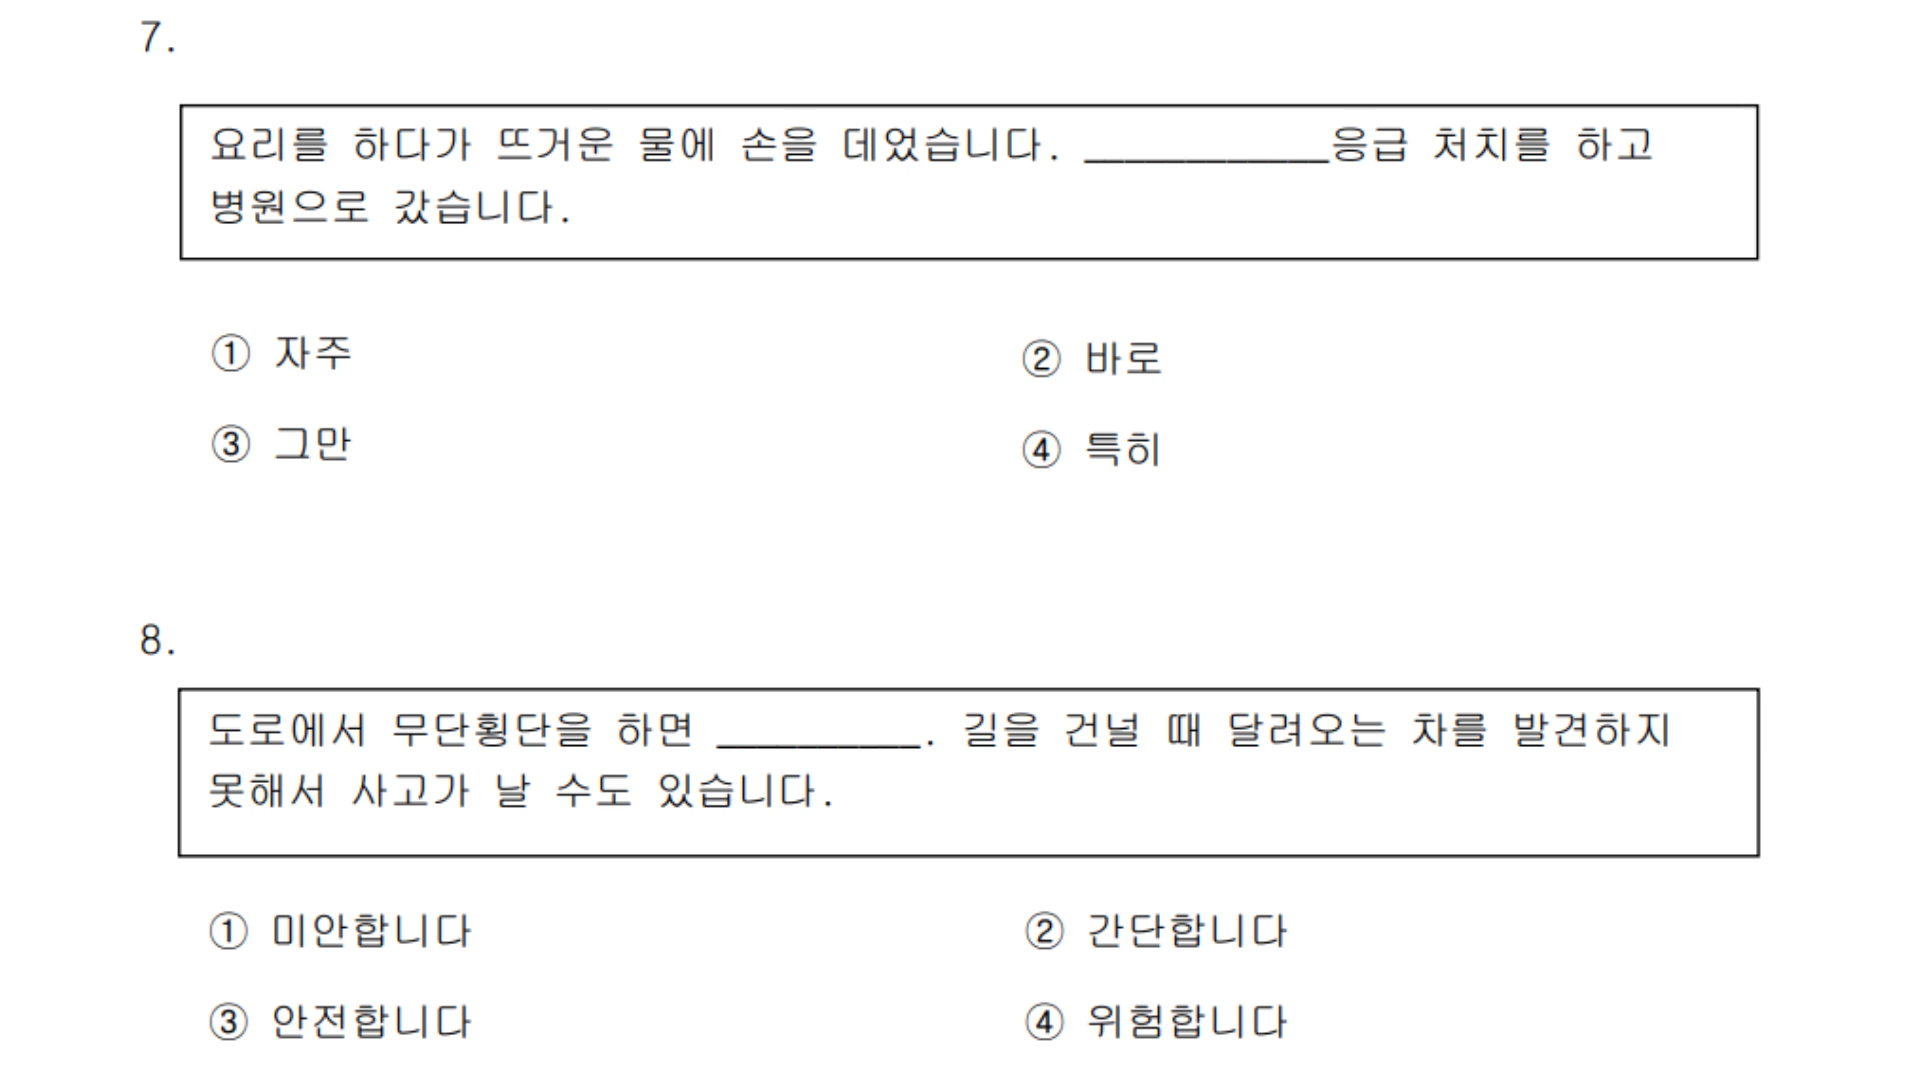 7.
요리를 하다가 뜨거운 물에 손을 데었습니다. ____________응급 처치를 하고
병원으로 갔습니다.
① 자주
② 바로
③ 그만
④ 특히
8.
도로에서 무단횡단을 하면 __________. 길을 건널 때 달려오는 차를 발견하지
못해서 사고가 날 수도 있습니다.
① 미안합니다
② 간단합니다
③ 안전합니다
④ 위험합니다